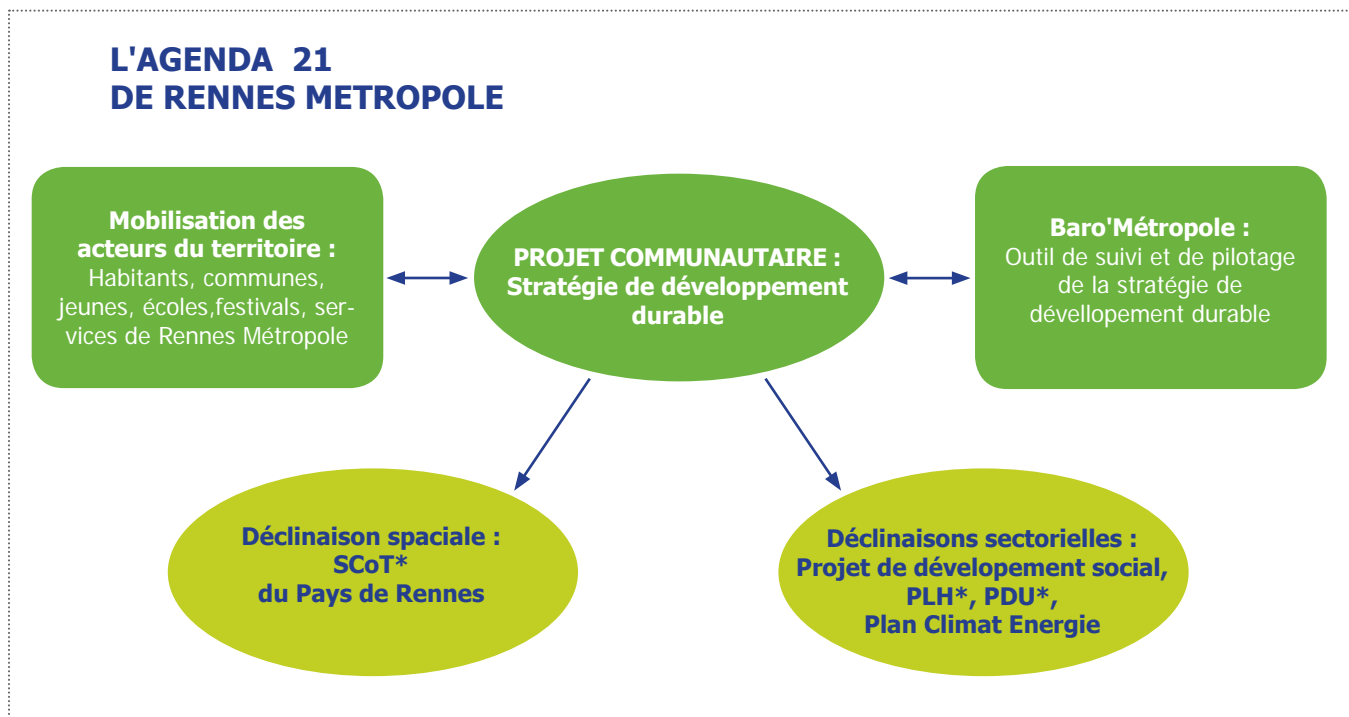 L'AGENDA 21
DE RENNES METROPOLE
Mobilisation des
acteurs du territoire :
Habitants, communes,
jeunes, écoles,festivals, ser-
vices de Rennes Métropole
PROJET COMMUNAUTAIRE :
Stratégie de développement
durable
Baro'Métropole :
Outil de suivi et de pilotage
de la stratégie de
dévellopement durable
Déclinaison spaciale :
SCoT*
du Pays de Rennes
Déclinaisons sectorielles :
Projet de dévelopement social,
PLH*, PDU*,
Plan Climat Energie